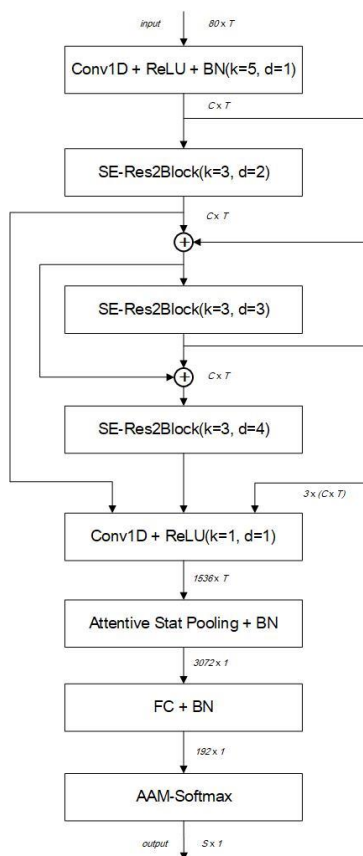 input 80 x T
Conv1D + ReLU + BN(k=5, d=1)
C x T
SE-Res2Block(k=3, d=2)
C x T
SE-Res2Block(k=3, d=3)
C x T
SE-Res2Block(k=3, d=4)
3 x (C x T)
Conv1D + ReLU(k=1, d=1)
1536 x T
Attentive Stat Pooling + BN
3072 x 1
FC + BN
192 x 1
AAM-Softmax
output S x 1